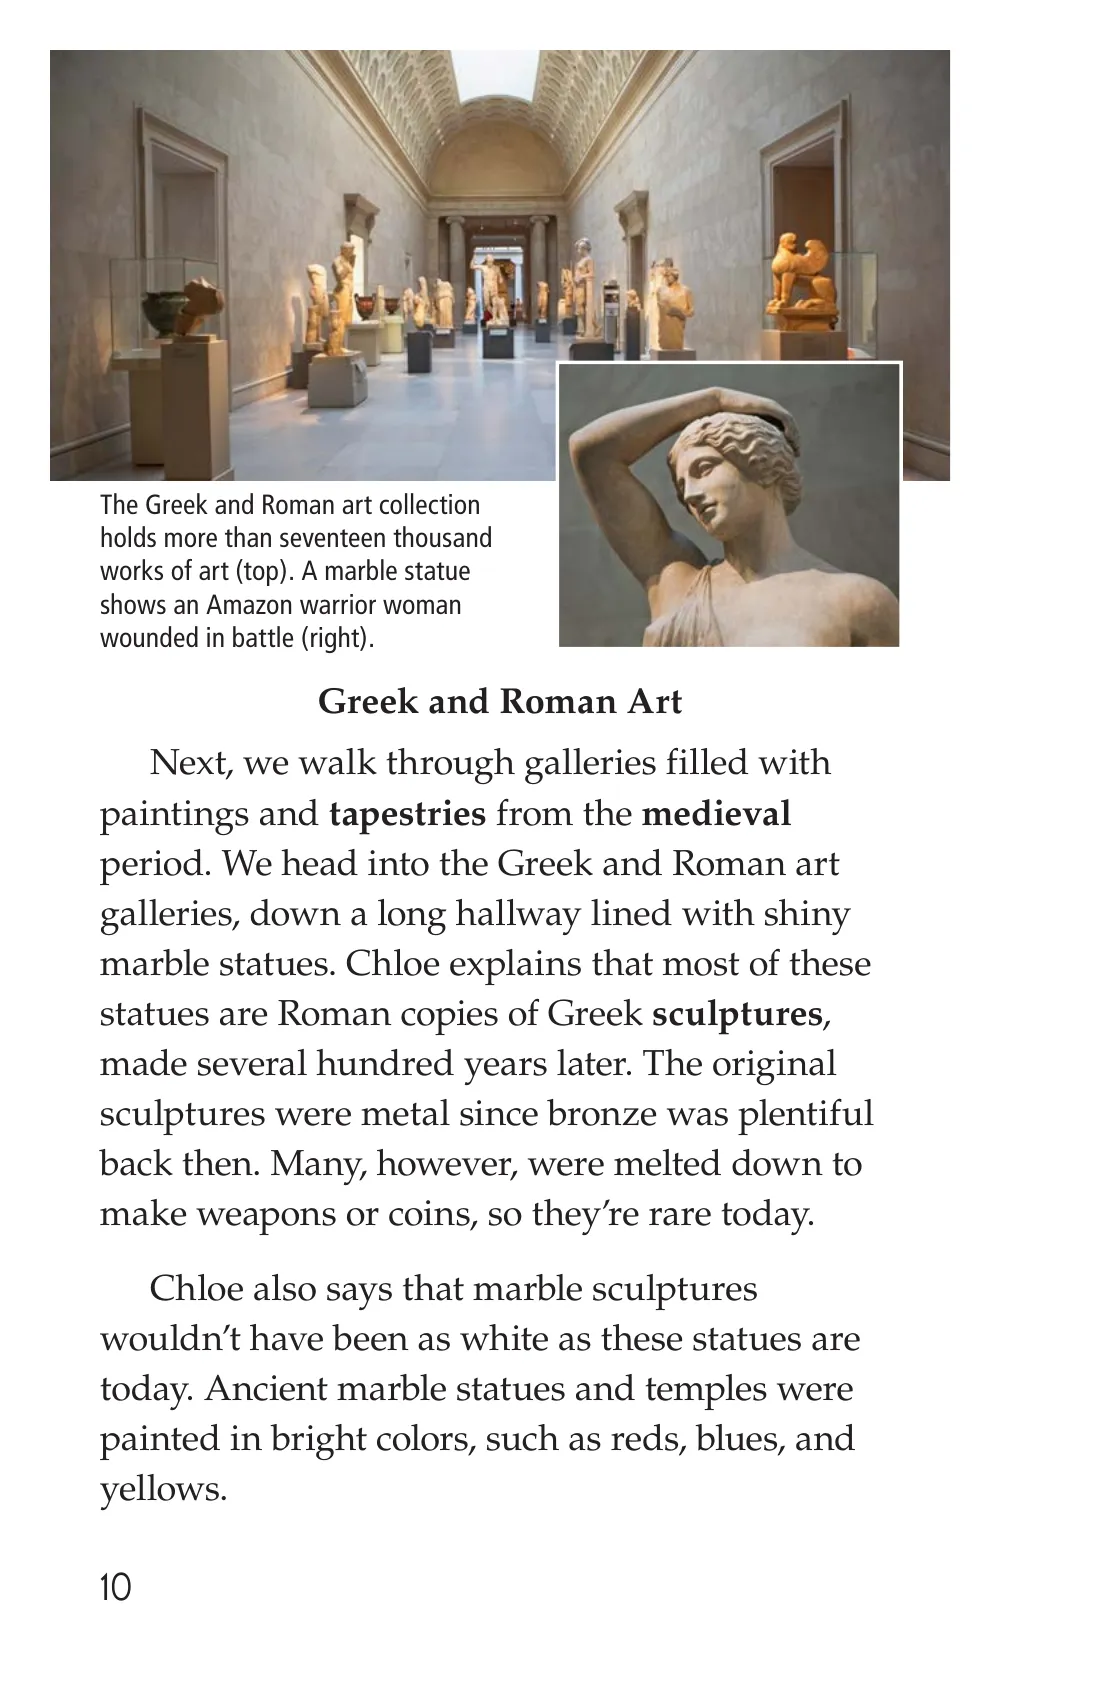 The Greek and Roman art collection
holds more than seventeen thousand
works of art (top). A marble statue
shows an Amazon warrior woman
wounded in battle (right).
Greek and Roman Art
Next, we walk through galleries filled with
paintings and tapestries from the medieval
period. We head into the Greek and Roman art
galleries, down a long hallway lined with shiny
marble statues. Chloe explains that most of these
statues are Roman copies of Greek sculptures,
made several hundred years later. The original
sculptures were metal since bronze was plentiful
back then. Many, however, were melted down to
make weapons or coins, so they’re rare today.
Chloe also says that marble sculptures
wouldn’t have been as white as these statues are
today. Ancient marble statues and temples were
painted in bright colors, such as reds, blues, and
yellows.
10